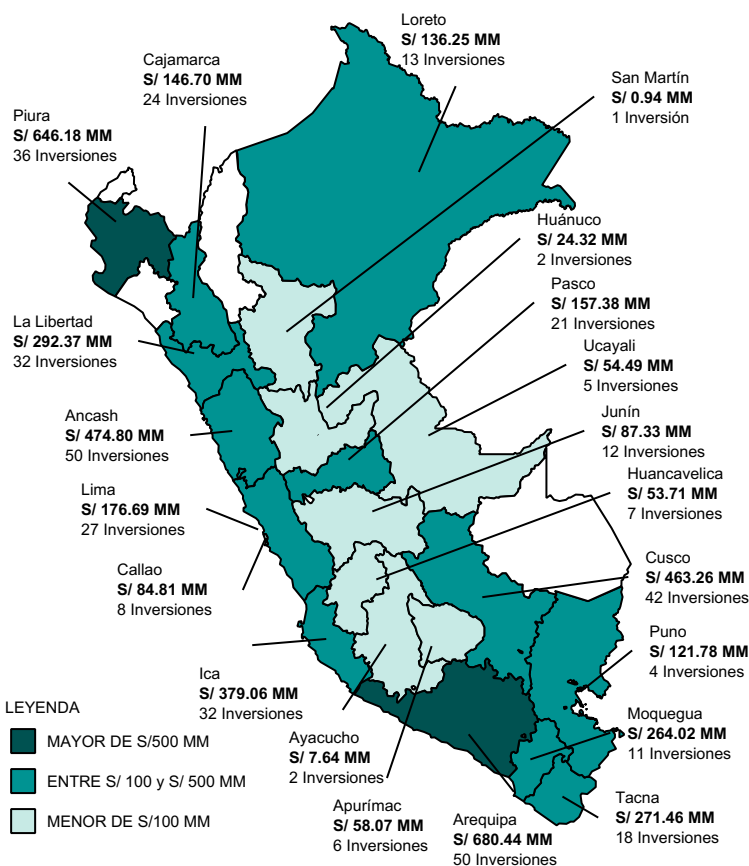 Loreto
S/ 136.25 MM
13 Inversiones
Cajamarca
S/ 146.70 MM
24 Inversiones
San Martín
S/ 0.94 MM
1 Inversión
Piura
S/ 646.18 MM
36 Inversiones
Huánuco
S/ 24.32 MM
2 Inversiones
Pasco
S/ 157.38 MM
21 Inversiones
La Libertad
S/ 292.37 MM
32 Inversiones
Ucayali
S/ 54.49 MM
5 Inversiones
Ancash
S/ 474.80 MM
50 Inversiones
Junín
S/ 87.33 MM
12 Inversiones
Huancavelica
S/ 53.71 MM
7 Inversiones
Lima
S/ 176.69 MM
27 Inversiones
Callao
S/ 84.81 MM
8 Inversiones
Cusco
S/ 463.26 MM
42 Inversiones
Puno
S/ 121.78 MM
4 Inversiones
Ica
S/ 379.06 MM
32 Inversiones
Moquegua
S/ 264.02 MM
11 Inversiones
Ayacucho
S/ 7.64 MM
2 Inversiones
Apurímac
S/ 58.07 MM
6 Inversiones
Arequipa
S/ 680.44 MM
50 Inversiones
Tacna
S/ 271.46 MM
18 Inversiones
LEYENDA
MAYOR DE S/500 MM
ENTRE S/ 100 y S/ 500 MM
MENOR DE S/100 MM